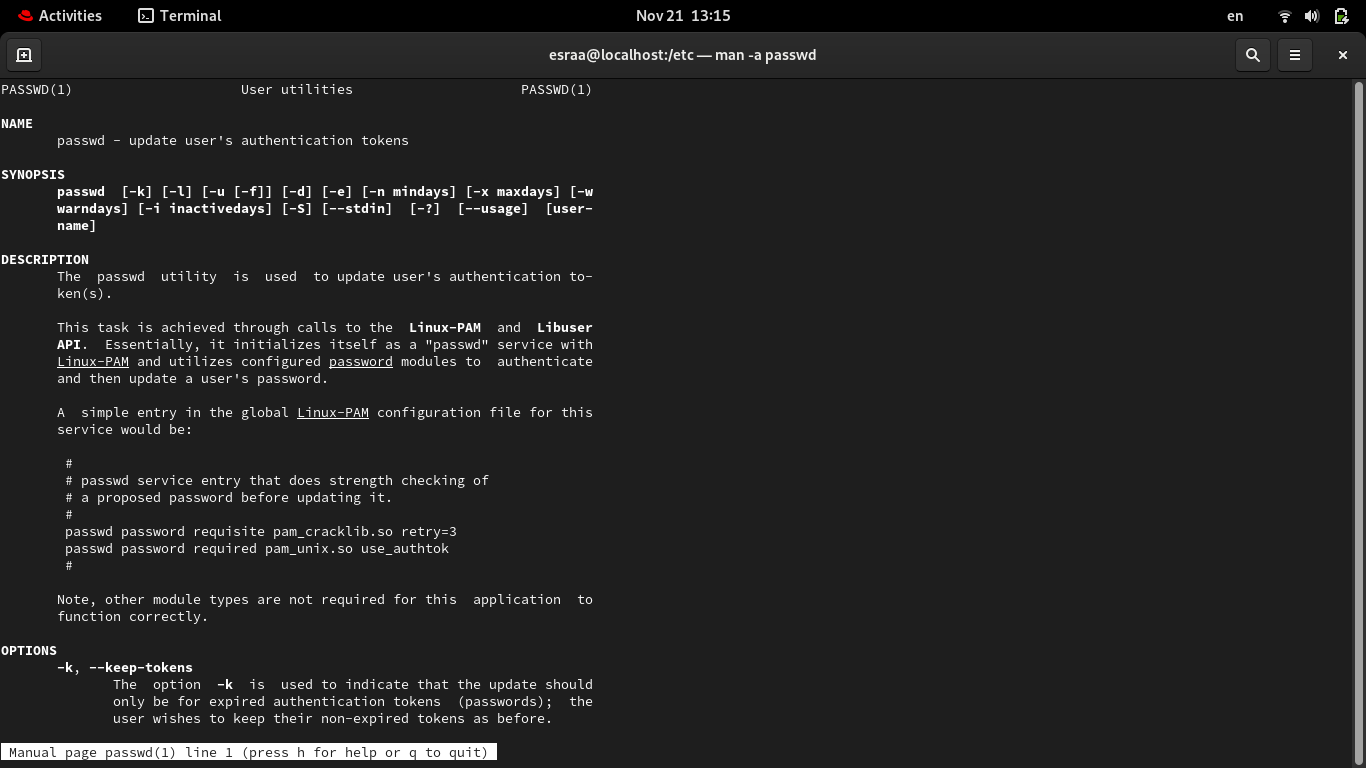 Activities Terminal Nov 21 13:15 en
esraa@localhost:/etc — man -a passwd
PASSWD(1) User utilities PASSWD(1)
NAME
passwd - update user's authentication tokens
SYNOPSIS
passwd [-k] [-l] [-u [-f]] [-d] [-e] [-n mindays] [-x maxdays] [-w
warndays] [-i inactivedays] [-S] [--stdin] [-?] [--usage] [user-
name]
DESCRIPTION
The passwd utility is used to update user's authentication to-
ken(s).
This task is achieved through calls to the Linux-PAM and Libuser
API. Essentially, it initializes itself as a "passwd" service with
Linux-PAM and utilizes configured password modules to authenticate
and then update a user's password.
A simple entry in the global Linux-PAM configuration file for this
service would be:
#
# passwd service entry that does strength checking of
# a proposed password before updating it.
#
passwd password requisite pam_cracklib.so retry=3
passwd password required pam_unix.so use_authtok
#
Note, other module types are not required for this application to
function correctly.
OPTIONS
-k, --keep-tokens
The option -k is used to indicate that the update should
only be for expired authentication tokens (passwords); the
user wishes to keep their non-expired tokens as before.
Manual page passwd(1) line 1 (press h for help or q to quit)